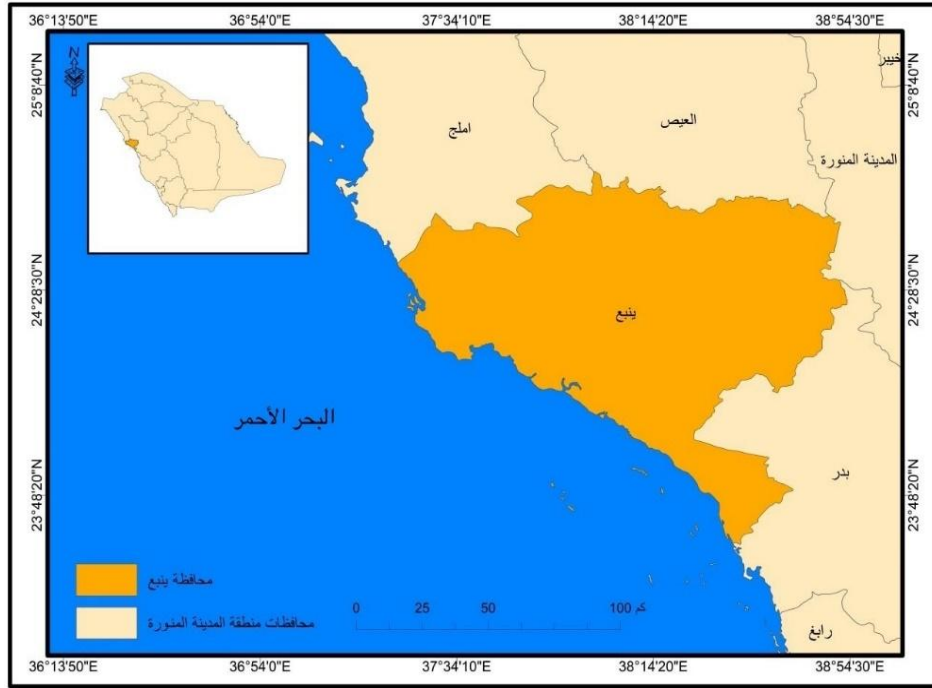 36°13'50"E 36°54'0"E 37°34'10"E 38°14'20"E 38°54'30"E
25°8'40"N
25°8'40"N
N
خيبر
العيص
املج
المدينة المنورة
24°28'30"N
24°28'30"N
ينبع
البحر الأحمر
بدر
23°48'20"N
23°48'20"N
محافظة ينبع
0 25 50 100 كم
محافظات منطقة المدينة المنورة
رابغ
36°13'50"E 36°54'0"E 37°34'10"E 38°14'20"E 38°54'30"E